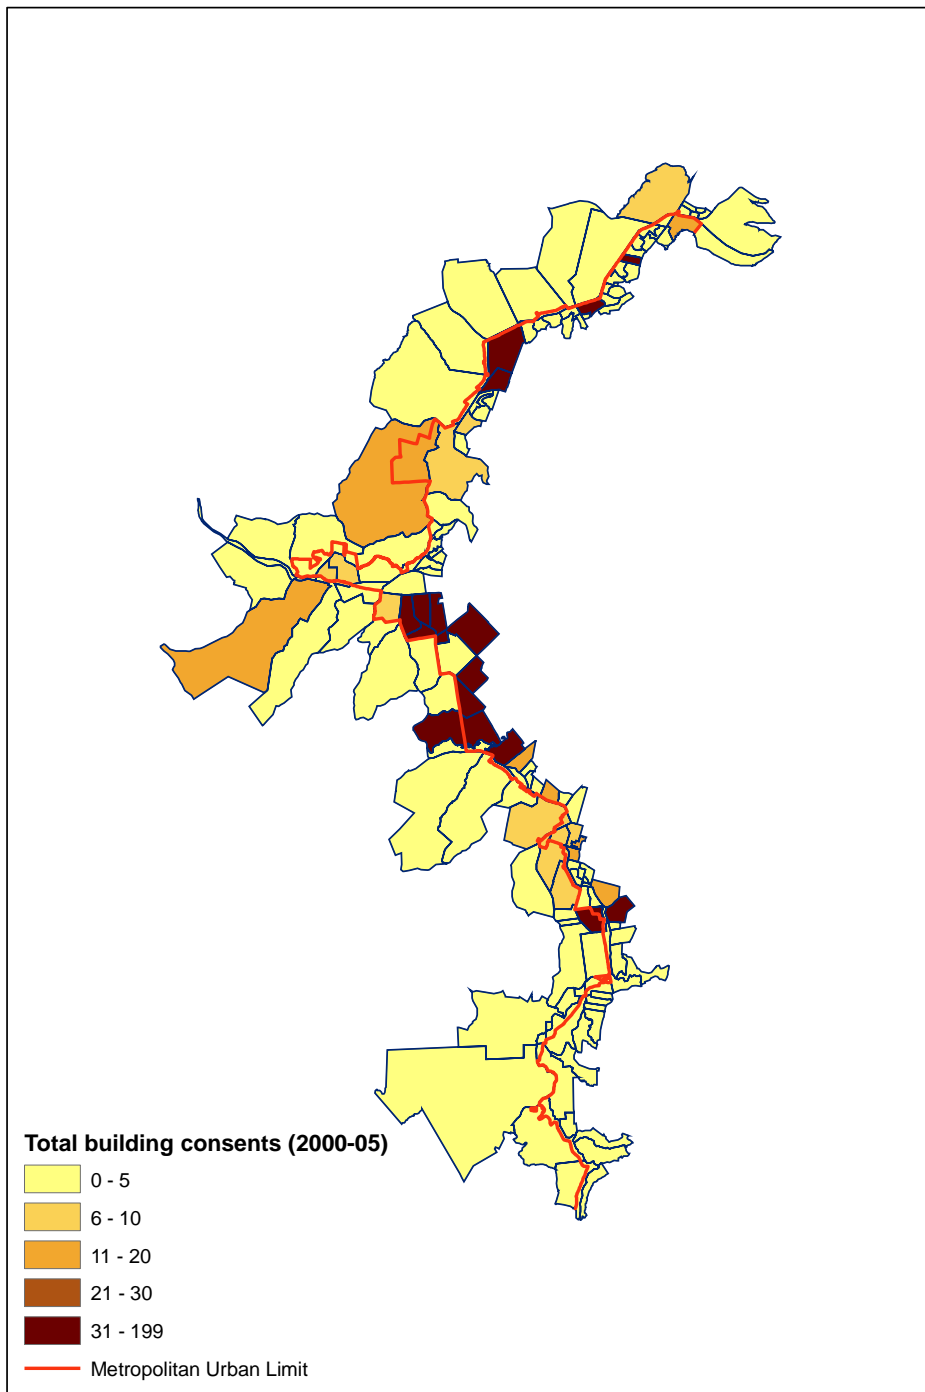 Total building consents (2000-05)
0 - 5
6 - 10
11 - 20
21 - 30
31 - 199
Metropolitan Urban Limit